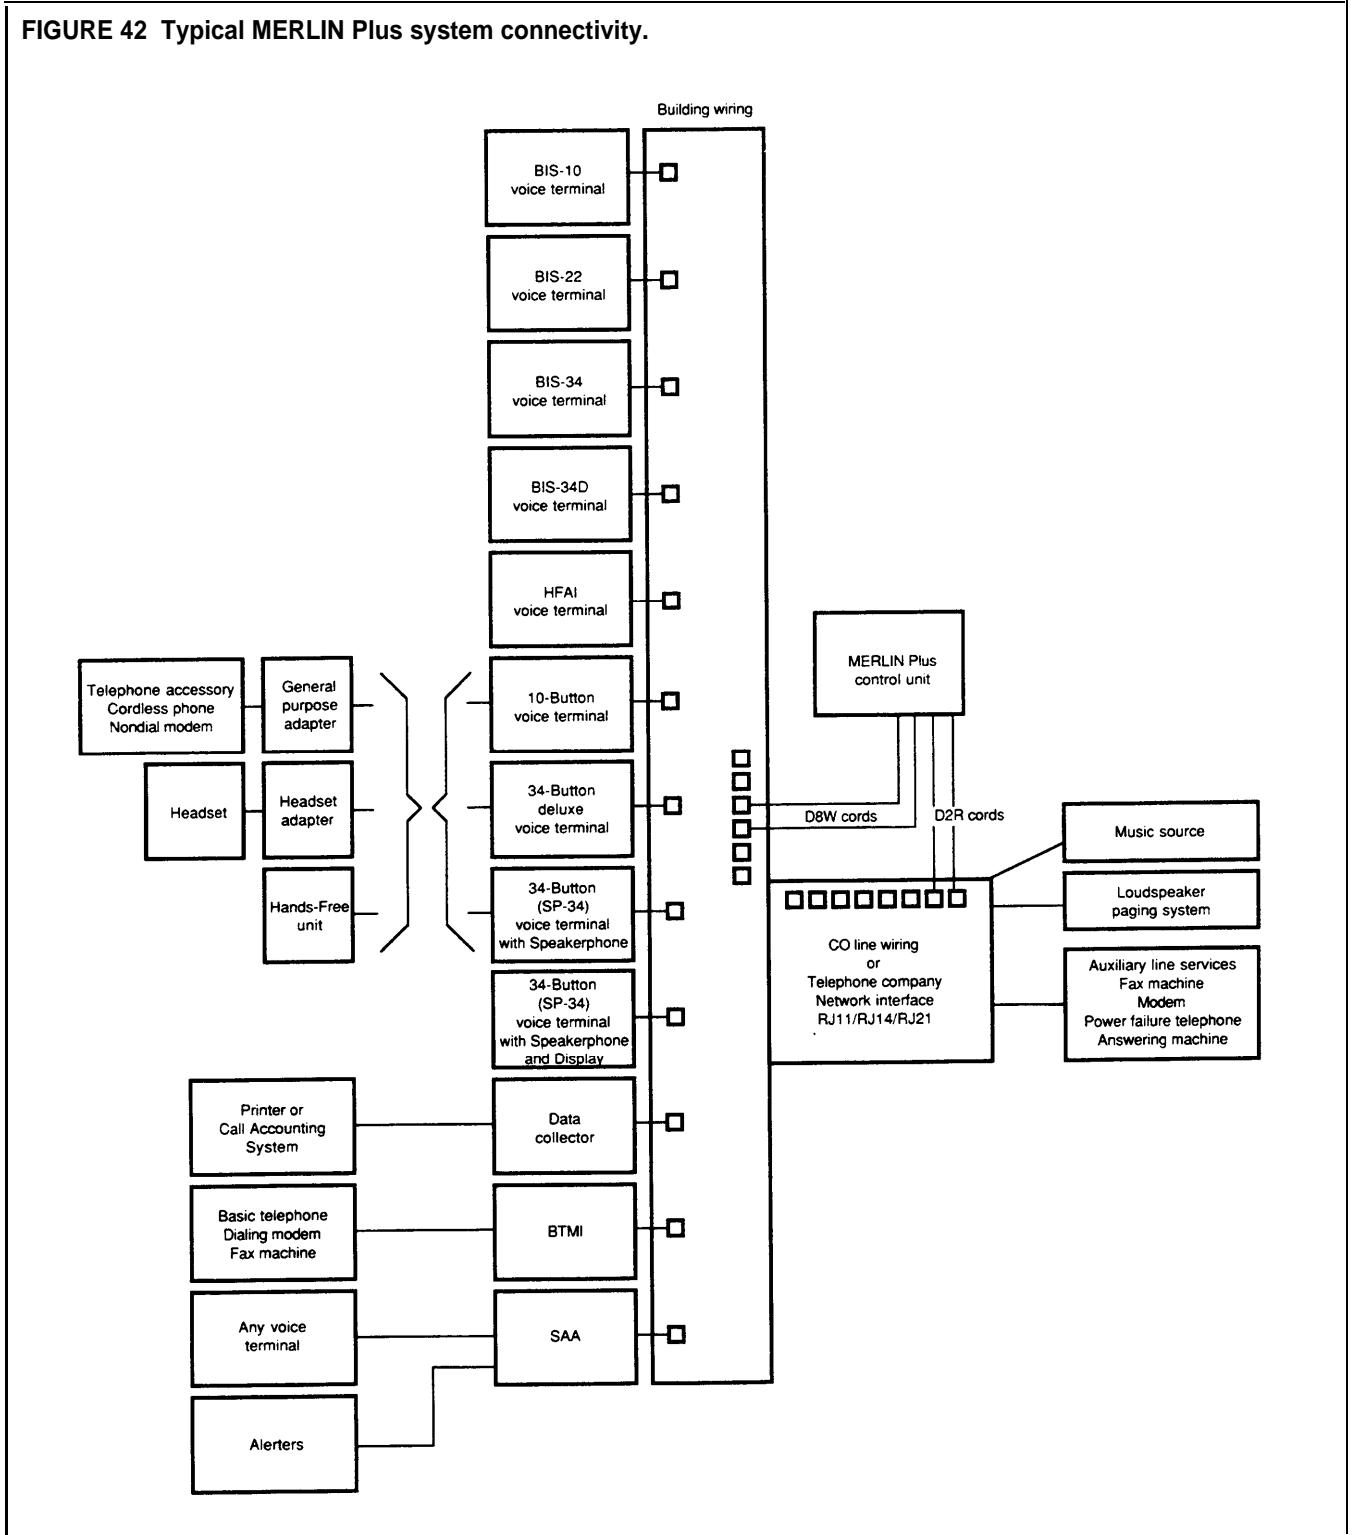 FIGURE 42 Typical MERLIN Plus system connectivity.
Building wiring
BIS-10
voice terminal
BIS-22
voice terminal
BIS-34
voice terminal
BIS-34D
voice terminal
HFAI
voice terminal
Telephone accessory
Cordless phone
Nondial modem
General
purpose
adapter
10-Button
voice terminal
Headset
Headset
adapter
34-Button
deluxe
voice terminal
Hands-Free
unit
34-Button
(SP-34)
voice terminal
with Speakerphone
34-Button
(SP-34)
voice terminal
with Speakerphone
and Display
Printer or
Call Accounting
System
Data
collector
Basic telephone
Dialing modem
Fax machine
BTMI
Any voice
terminal
SAA
Alerters
MERLIN Plus
control unit
D8W cords
D2R cords
CO line wiring
or
Telephone company
Network interface
RJ11/RJ14/RJ21
Music source
Loudspeaker
paging system
Auxiliary line services
Fax machine
Modem
Power failure telephone
Answering machine